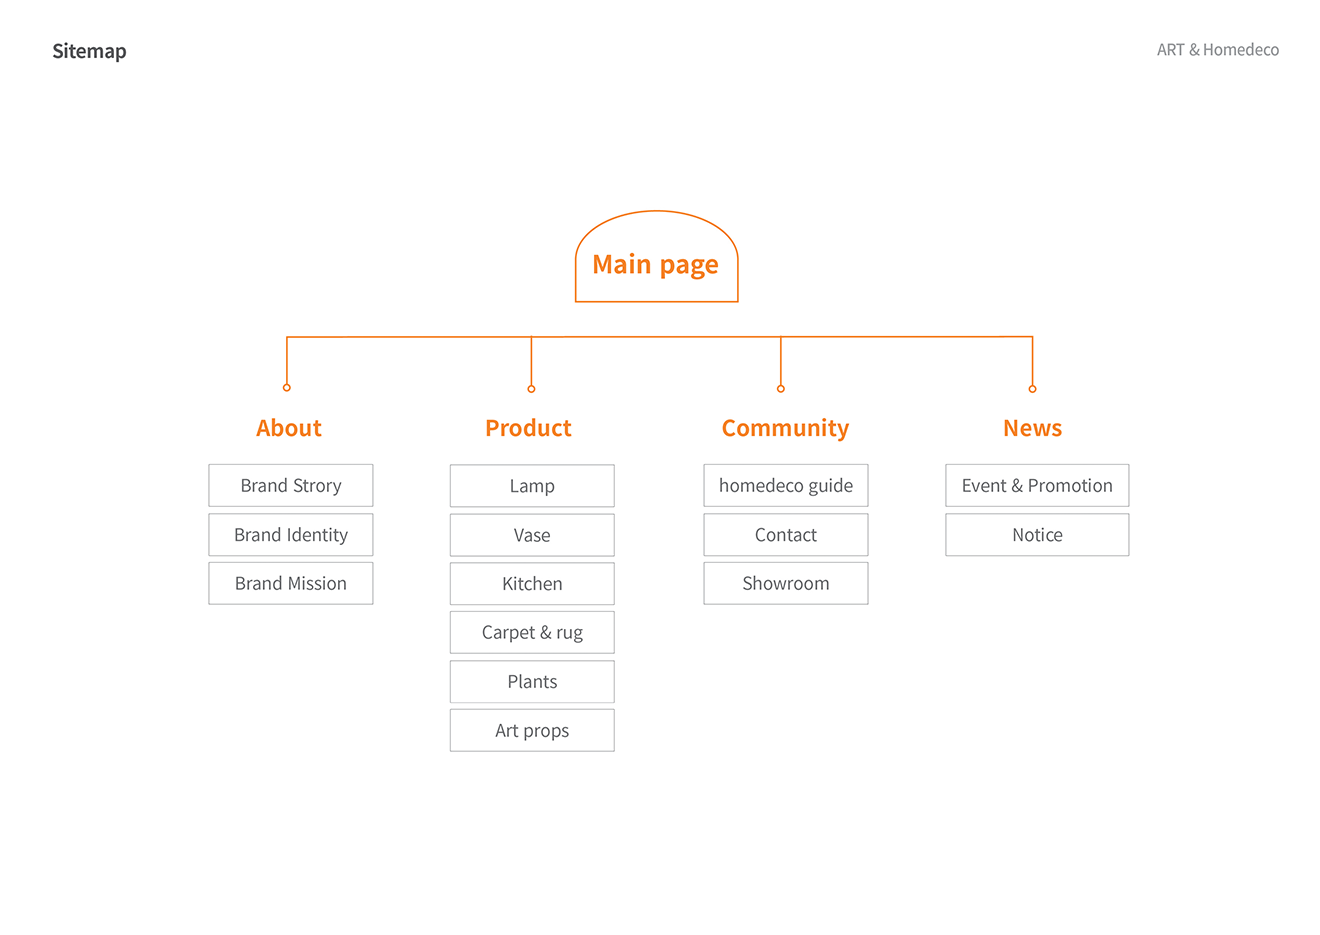 Sitemap
ART & Homedeco
Main page
About
Brand Strory
Brand Identity
Brand Mission
Product
Lamp
Vase
Kitchen
Carpet & rug
Plants
Art props
Community
homedeco guide
Contact
Showroom
News
Event & Promotion
Notice